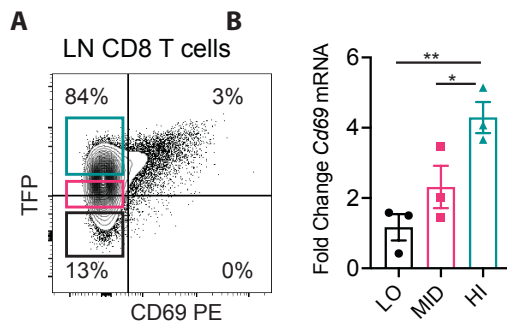 A
B
LN CD8 T cells
84%
3%
13%
0%
TFP
CD69 PE
Fold Change Cd69 mRNA
6
4
2
0
**
*
LO
MID
HI